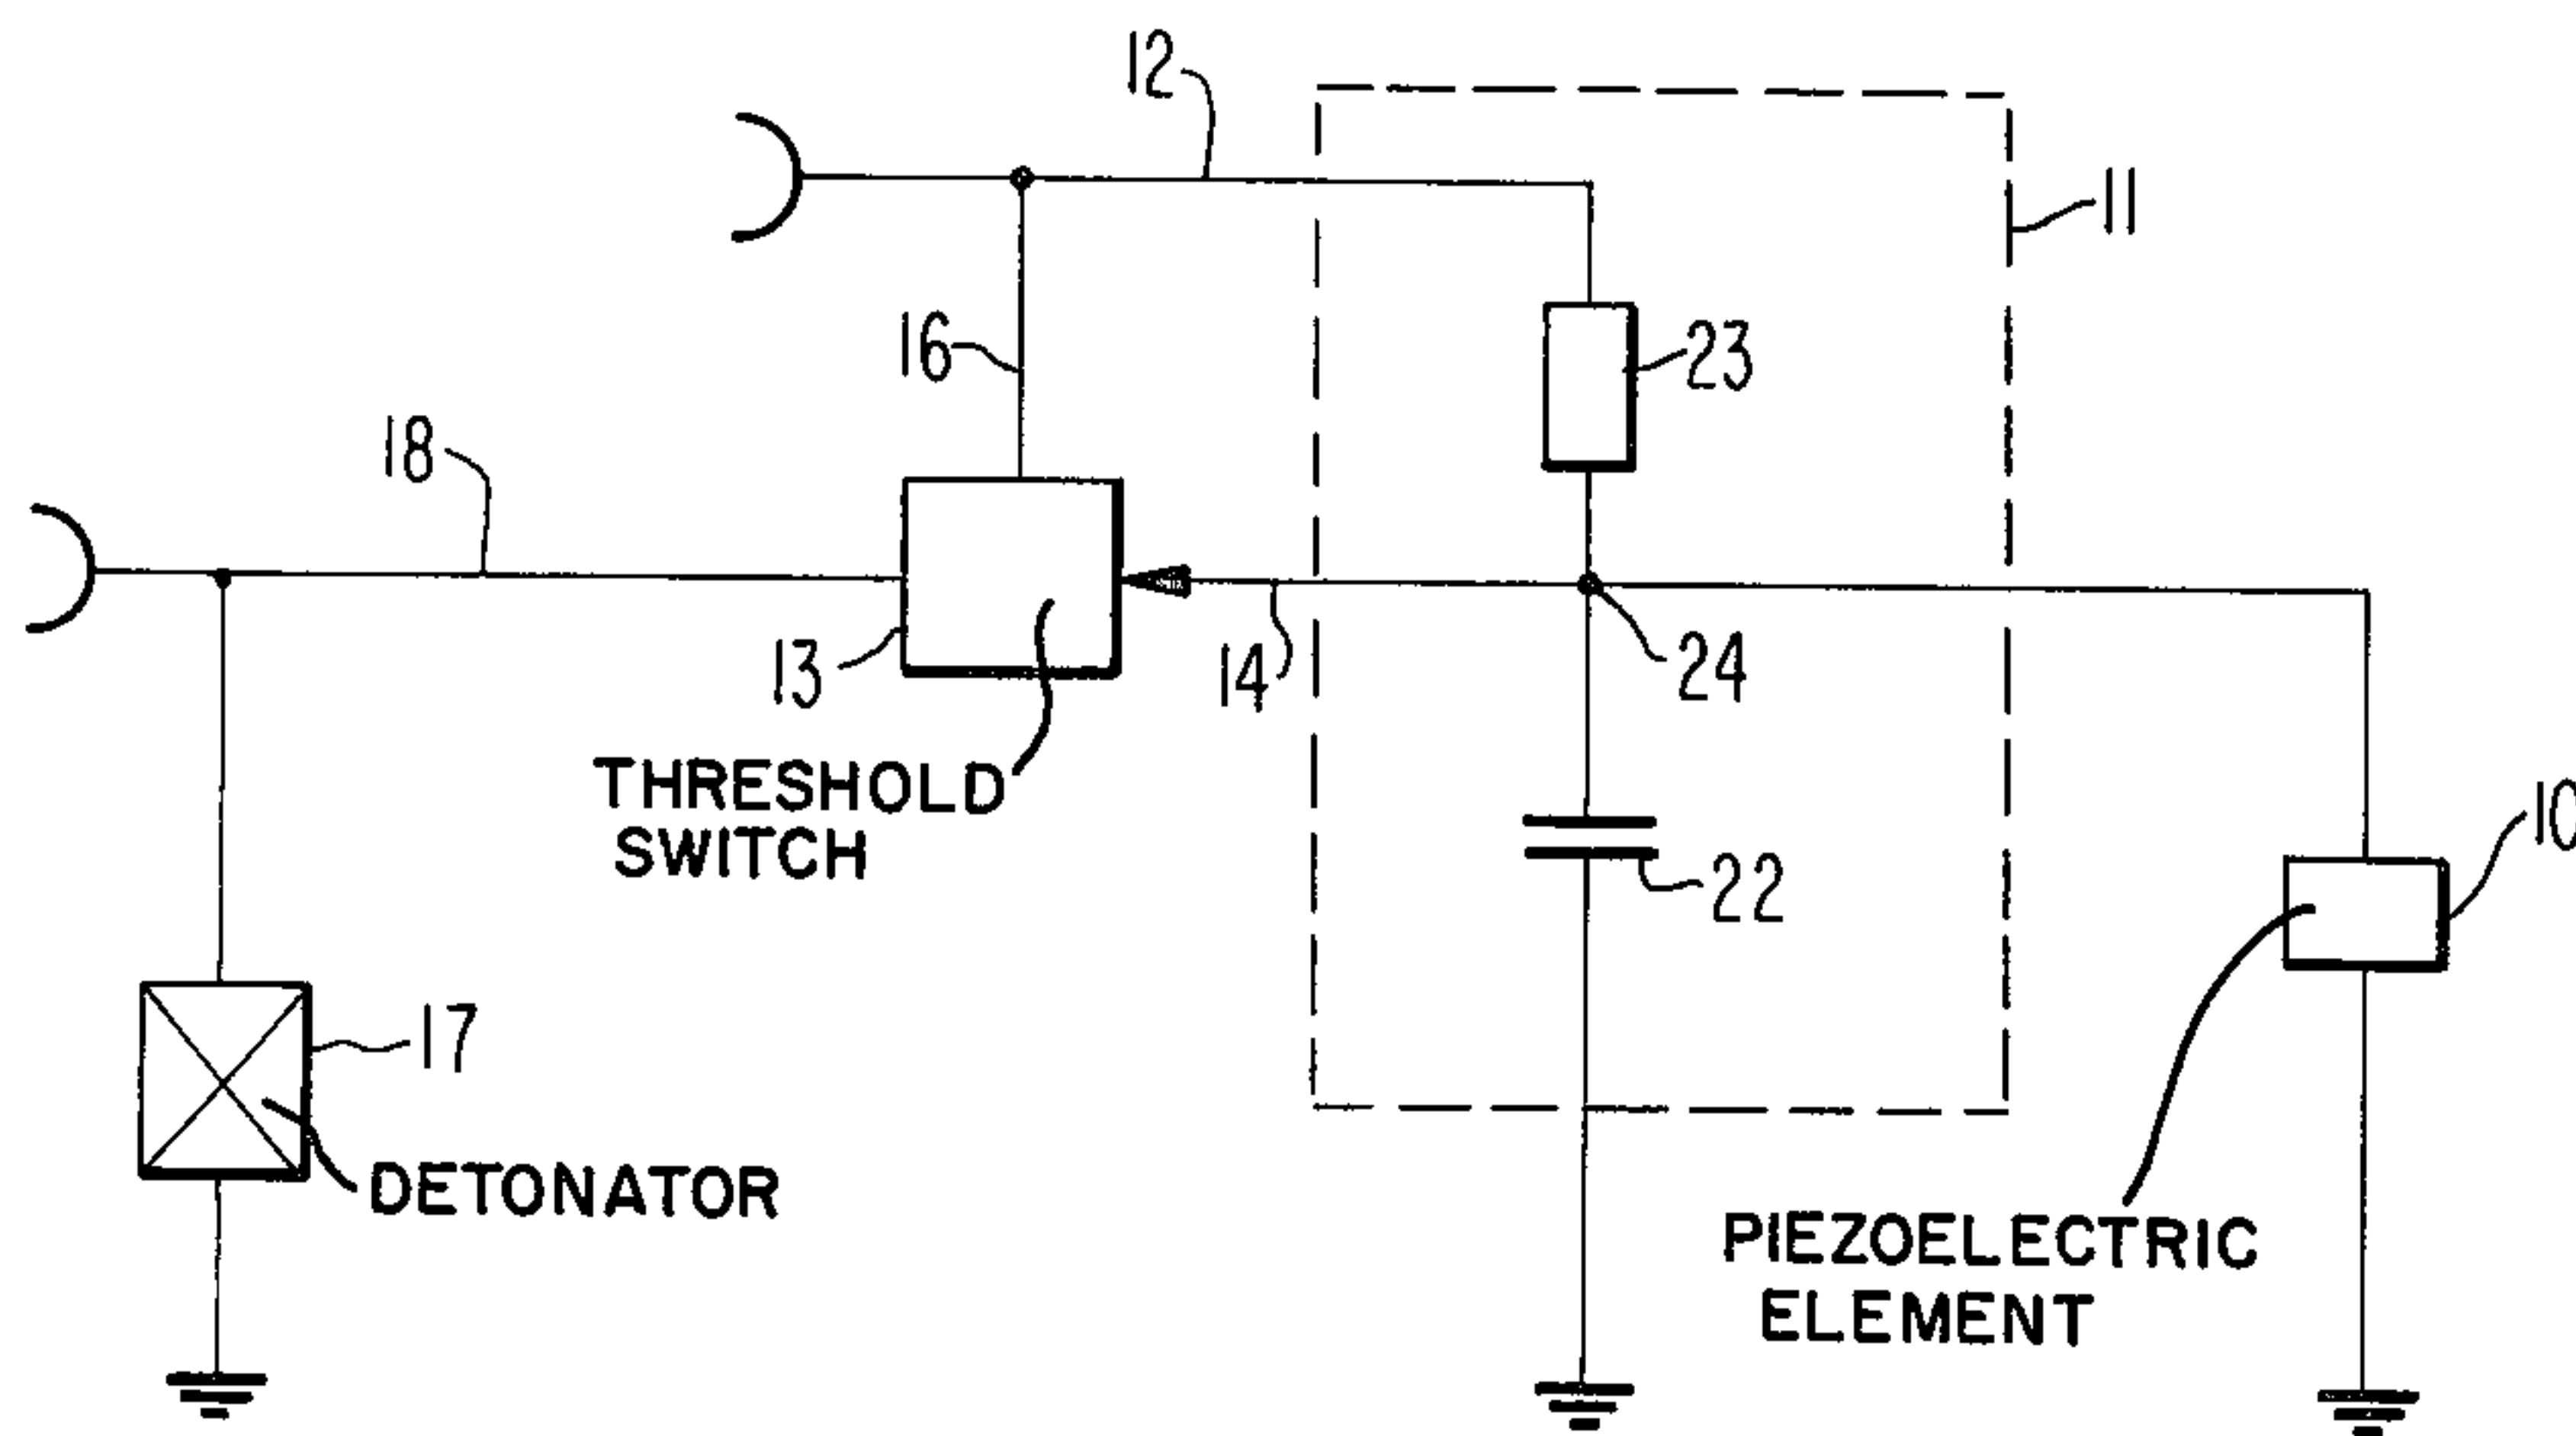 12
11
16
23
18
13
14
24
THRESHOLD
SWITCH
22
10
17
DETONATOR
PIEZOELECTRIC
ELEMENT